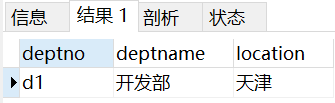 信息 结果 1 剖析 状态
deptno deptname location
d1 开发部 天津